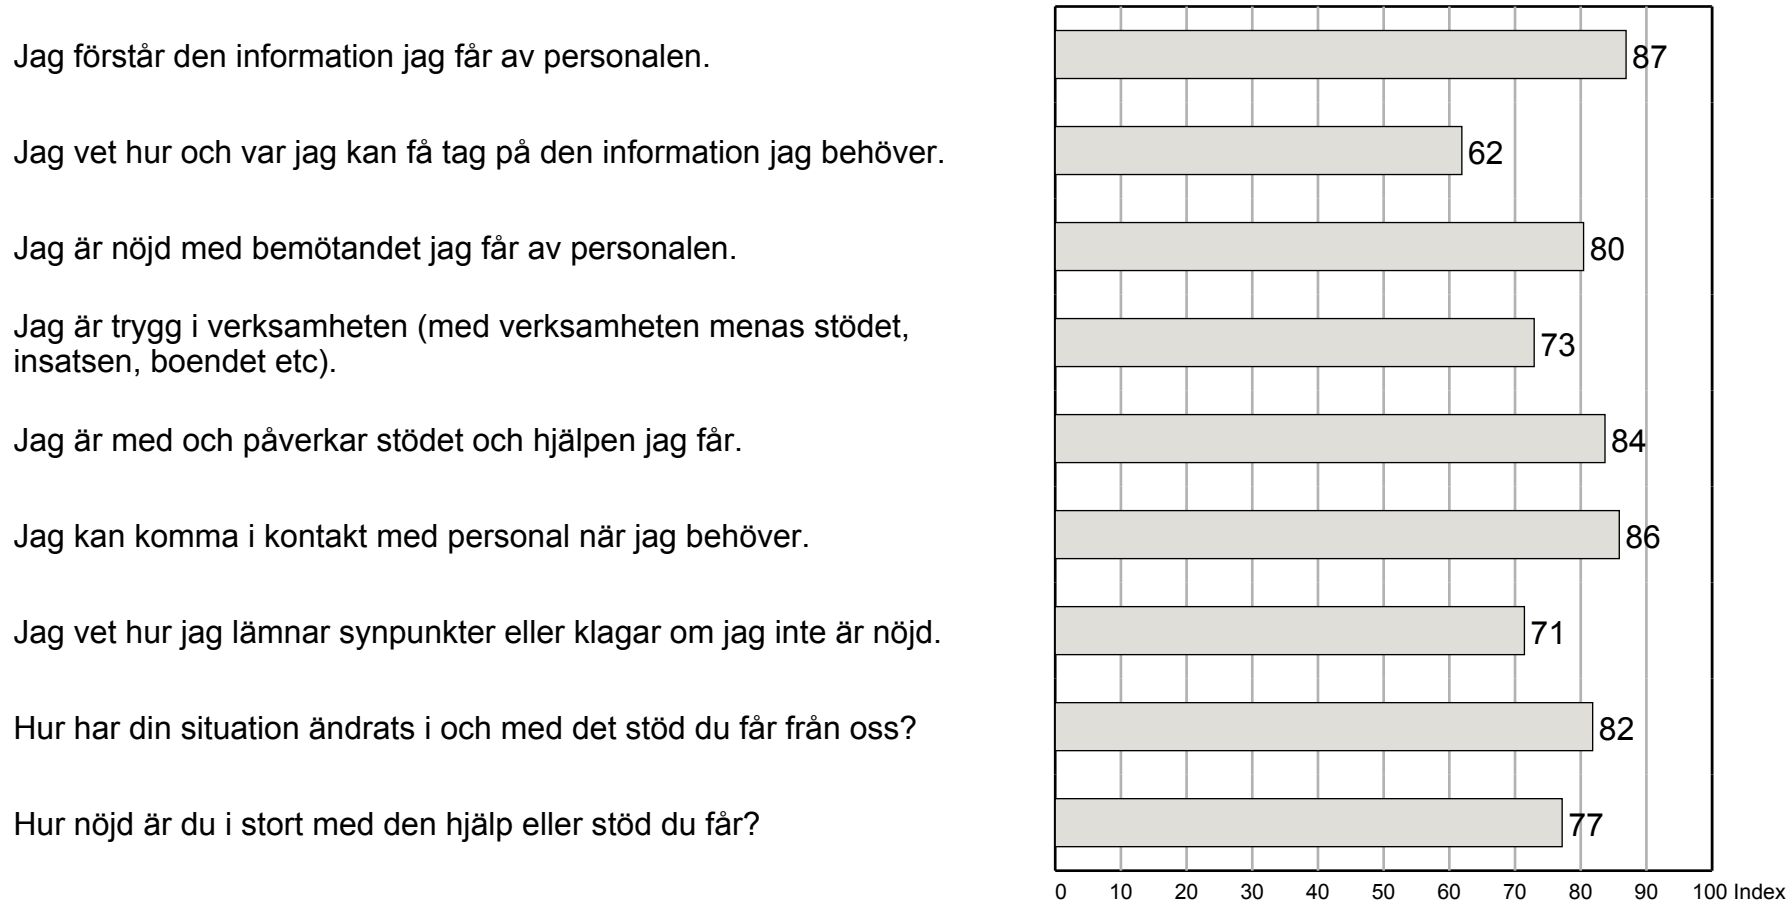 Jag förstår den information jag får av personalen.
87
Jag vet hur och var jag kan få tag på den information jag behöver.
62
Jag är nöjd med bemötandet jag får av personalen.
80
Jag är trygg i verksamheten (med verksamheten menas stödet,
insatsen, boendet etc).
73
Jag är med och påverkar stödet och hjälpen jag får.
84
Jag kan komma i kontakt med personal när jag behöver.
86
Jag vet hur jag lämnar synpunkter eller klagar om jag inte är nöjd.
71
Hur har din situation ändrats i och med det stöd du får från oss?
82
Hur nöjd är du i stort med den hjälp eller stöd du får?
77
0 10 20 30 40 50 60 70 80 90 100 Index